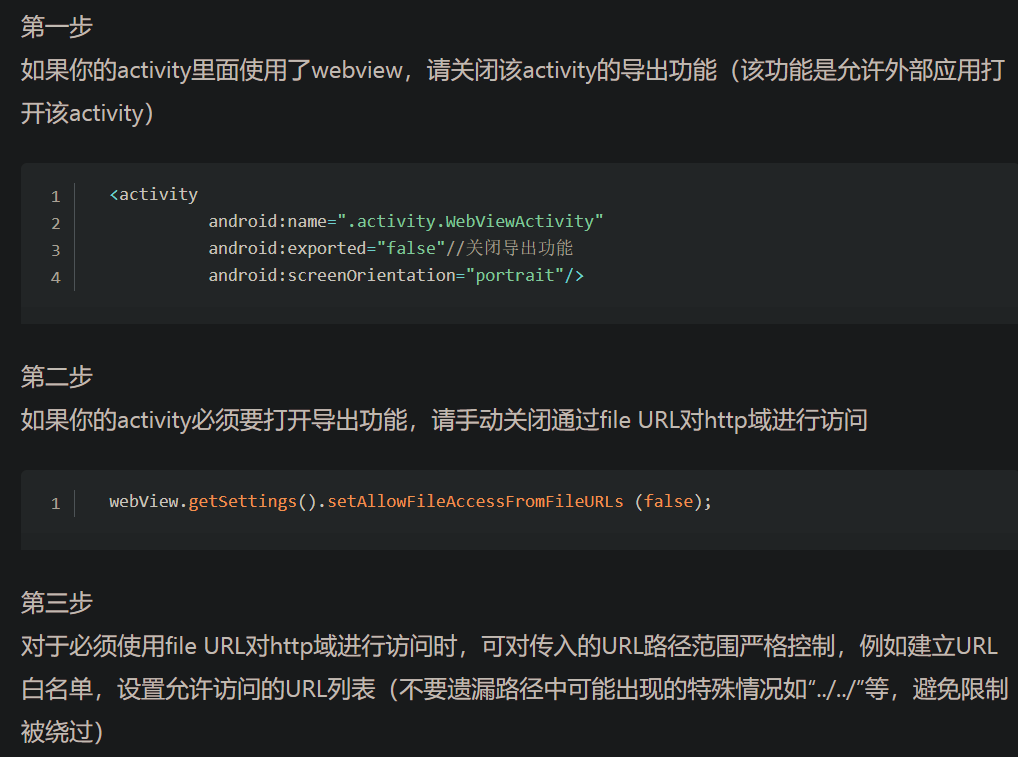 第一步
如果你的activity里面使用了webview，请关闭该activity的导出功能（该功能是允许外部应用打
开该activity）
1 <activity
2 android:name=".activity.WebViewActivity"
3 android:exported="false"//关闭导出功能
4 android:screenOrientation="portrait"/>
第二步
如果你的activity必须要打开导出功能，请手动关闭通过file URL对http域进行访问
1 webView.getSettings().setAllowFileAccessFromFileURLs (false);
第三步
对于必须使用file URL对http域进行访问时，可对传入的URL路径范围严格控制，例如建立URL
白名单，设置允许访问的URL列表（不要遗漏路径中可能出现的特殊情况如“../../”等，避免限制
被绕过）